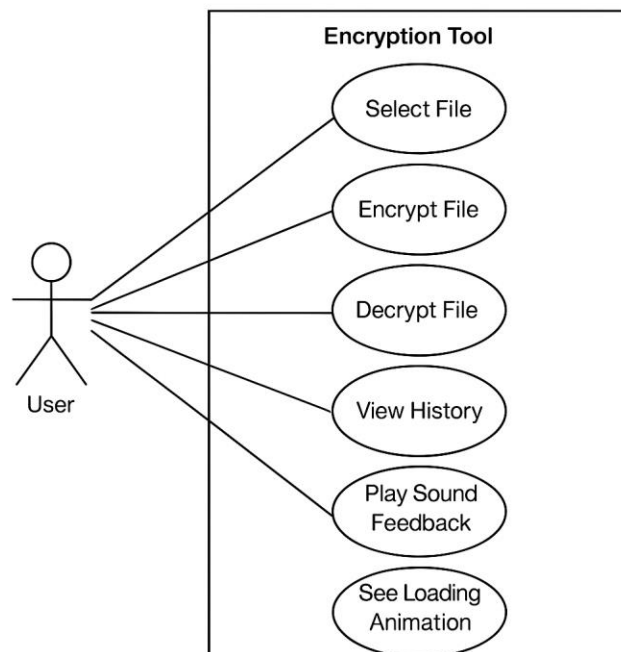 Encryption Tool
Select File
Encrypt File
Decrypt File
User
View History
Play Sound
Feedback
See Loading
Animation